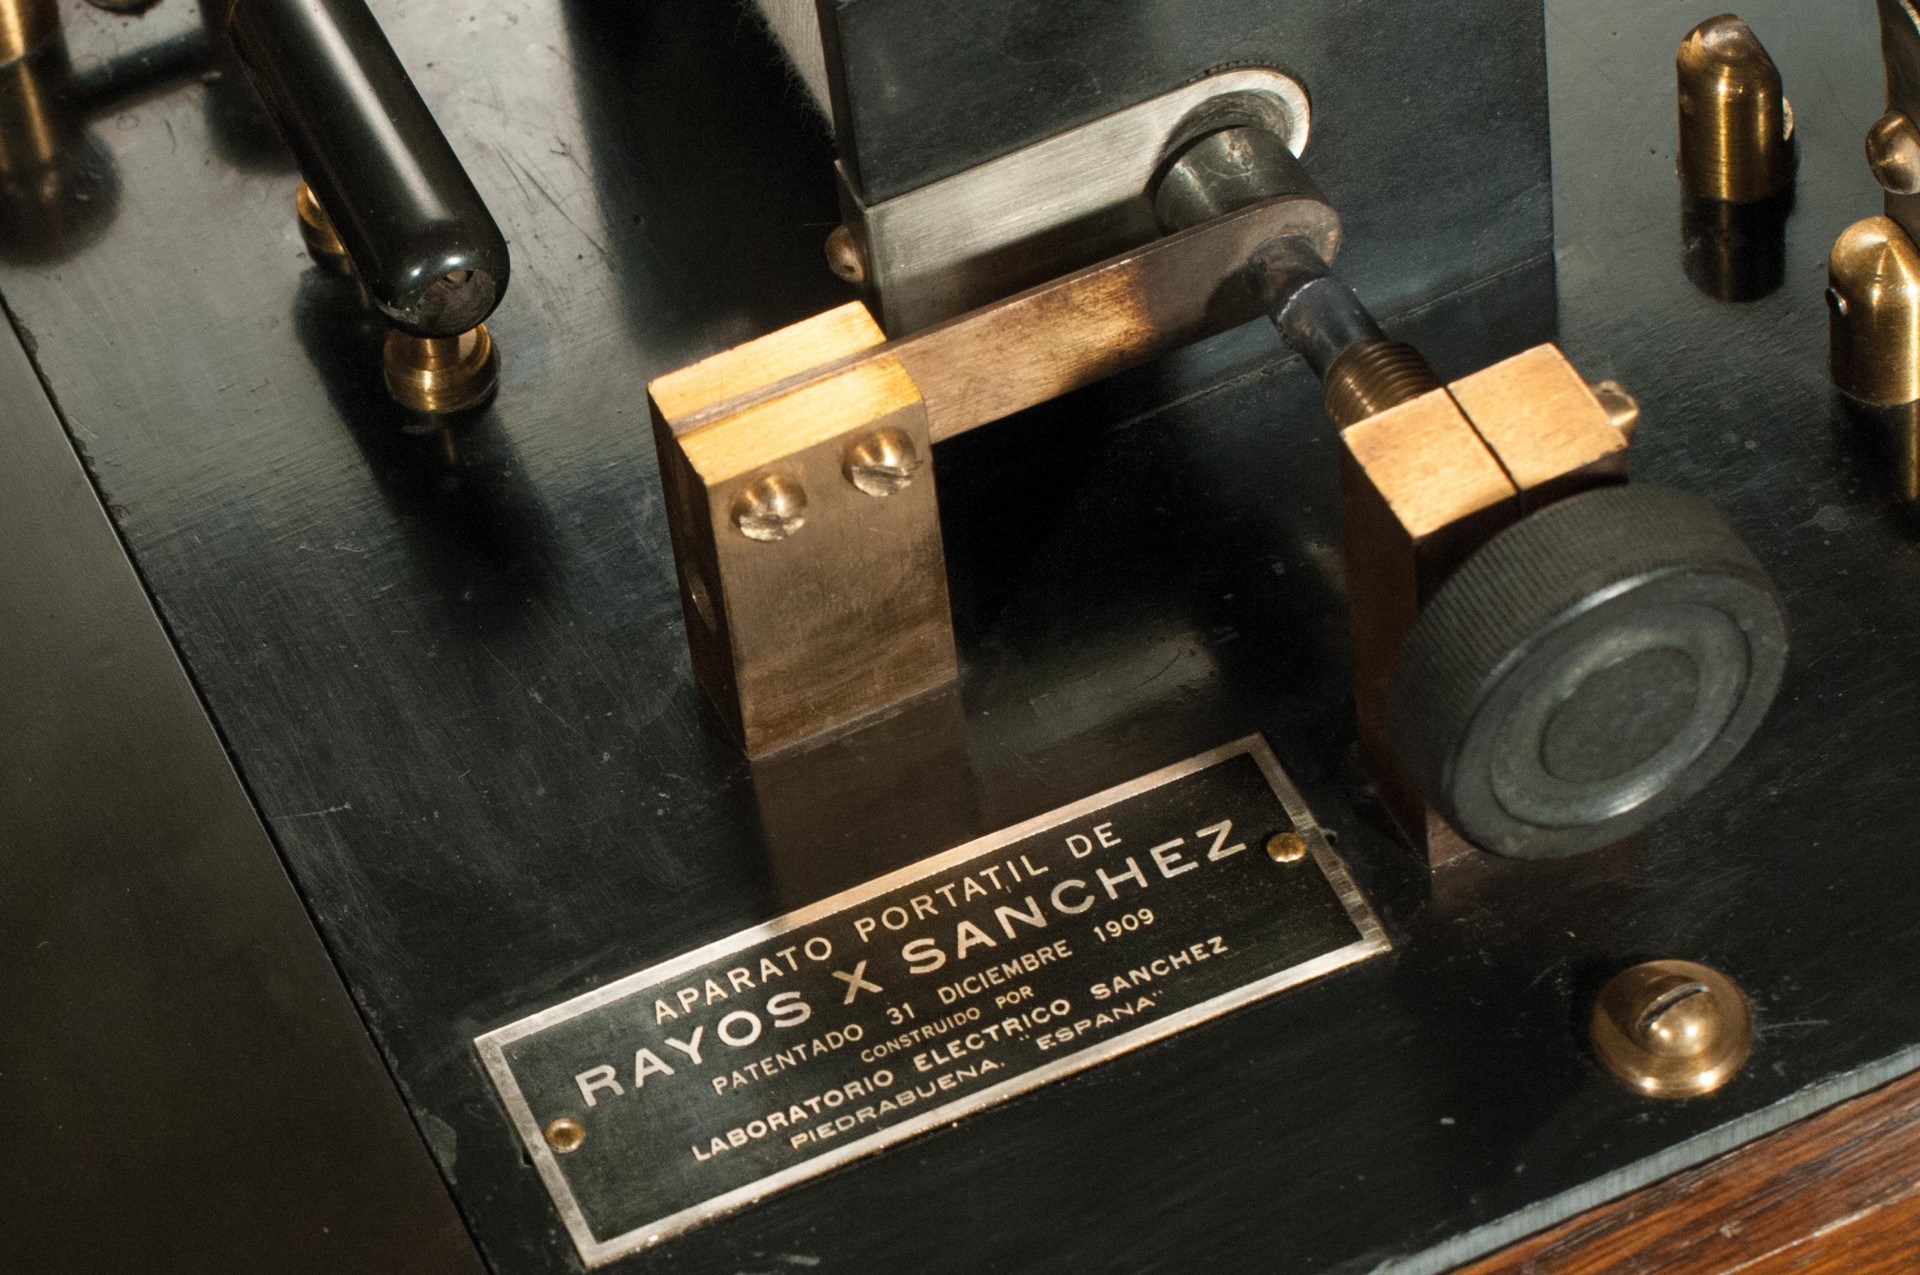 APARATO PORTATIL DE
RAYOS X SANCHEZ
PATENTADO 31 DICIEMBRE 1909
CONSTRUIDO POR
LABORATORIO ELECTRICO SANCHEZ
PIEDRABUENA. "ESPANA"